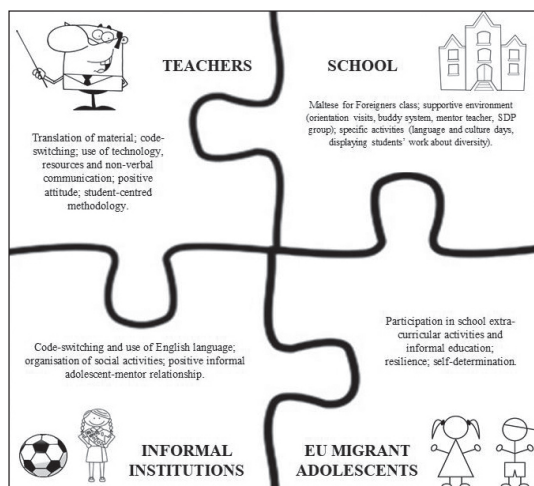 TEACHERS
Translation of material; code-
switching; use of technology,
resources and non-verbal
communication; positive
attitude; student-centred
methodology.
SCHOOL
Maltese for Foreigners class; supportive environment
(orientation visits, buddy system, mentor teacher, SDP
group); specific activities (language and culture days,
displaying students' work about diversity).
Code-switching and use of English language;
organisation of social activities; positive informal
adolescent-mentor relationship.
INFORMAL
INSTITUTIONS
Participation in school extra-
curricular activities and
informal education;
resilience; self-determination.
EU MIGRANT
ADOLESCENTS